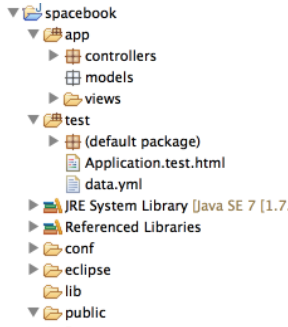 spacebook
app
controllers
models
views
test
(default package)
Application.test.html
data.yml
JRE System Library [Java SE 7 [1.7.
Referenced Libraries
conf
eclipse
lib
public